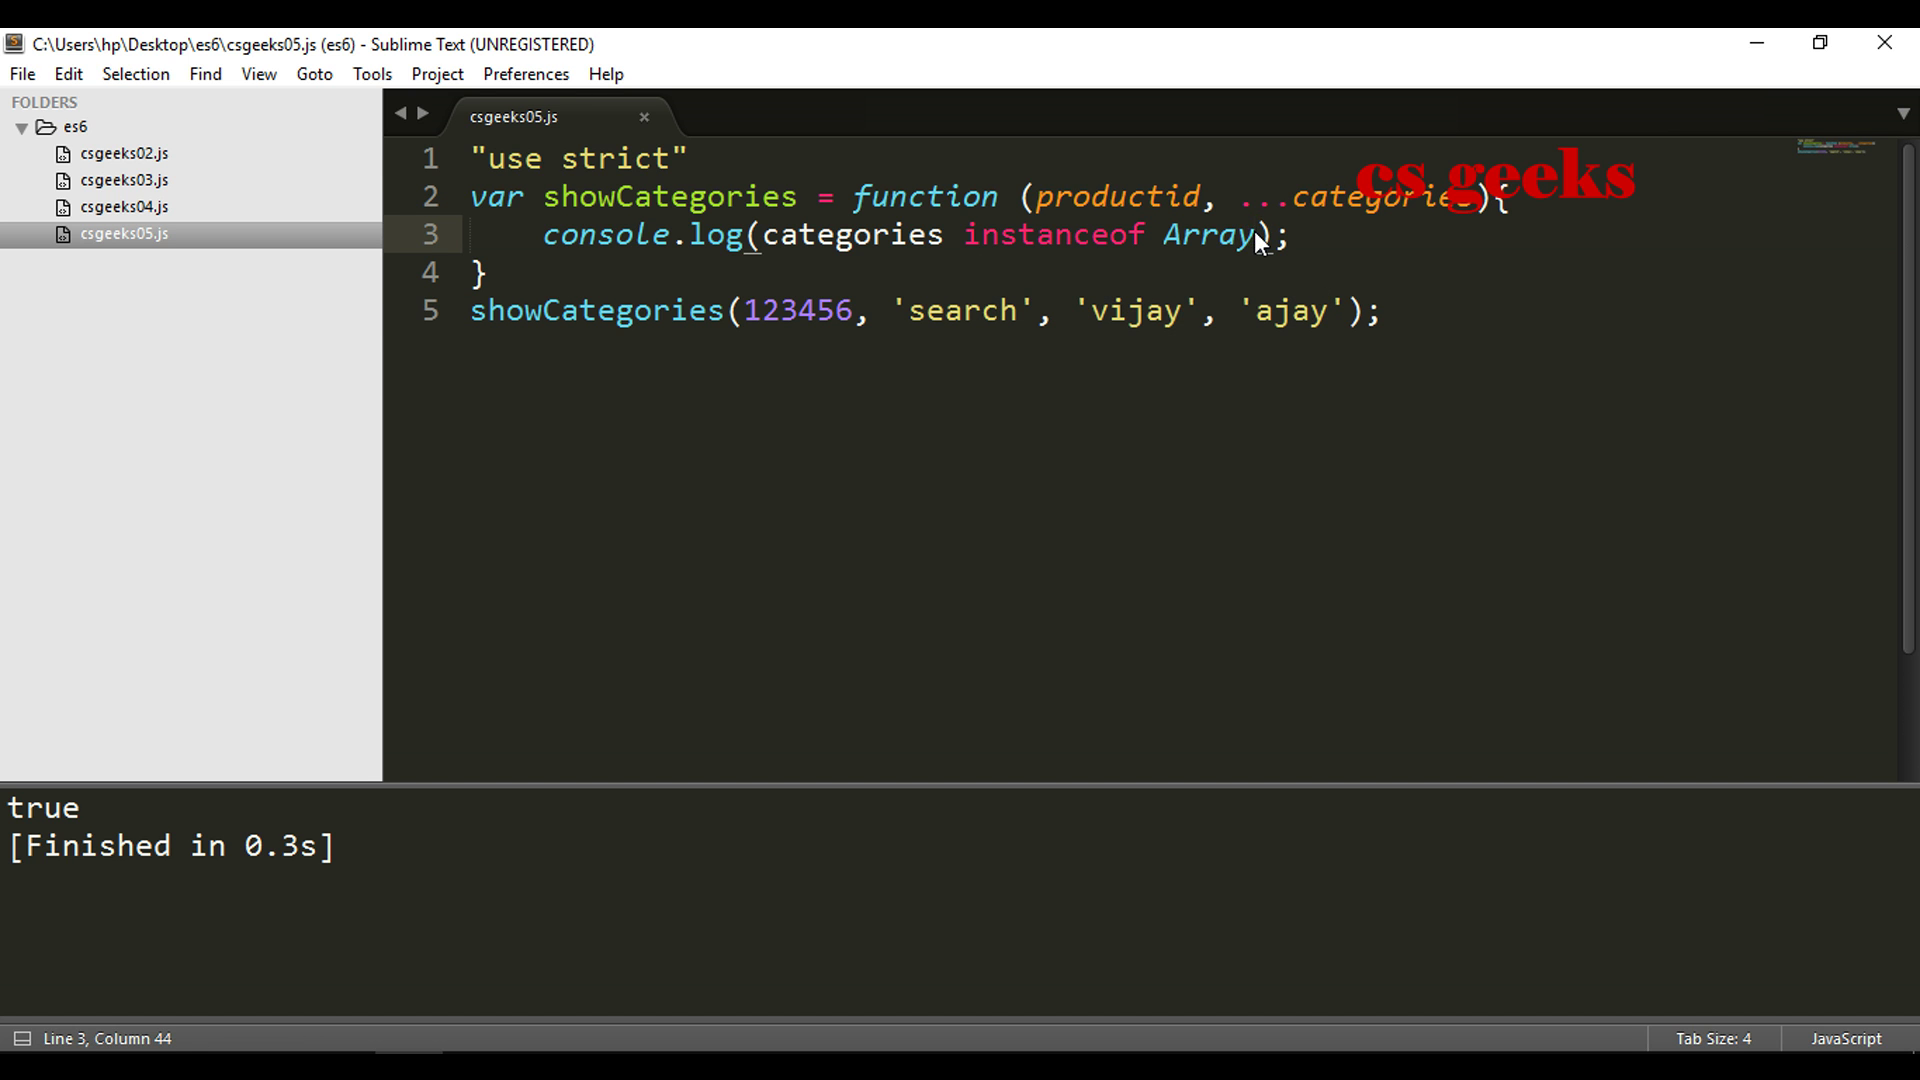 C:\Users\hp\Desktop\es6\csgeeks05.js (es6) - Sublime Text (UNREGISTERED)
File Edit Selection Find View Goto Tools Project Preferences Help
FOLDERS
es6
csgeeks02.js
csgeeks03.js
csgeeks04.js
csgeeks05.js
csgeeks05.js
cs geeks
1 "use strict"
2 var showCategories = function (productid, ...categories){
3 console.log(categories instanceof Array);
4 }
5 showCategories(123456, 'search', 'vijay', 'ajay');
true
[Finished in 0.3s]
Line 3, Column 44
Tab Size: 4
JavaScript